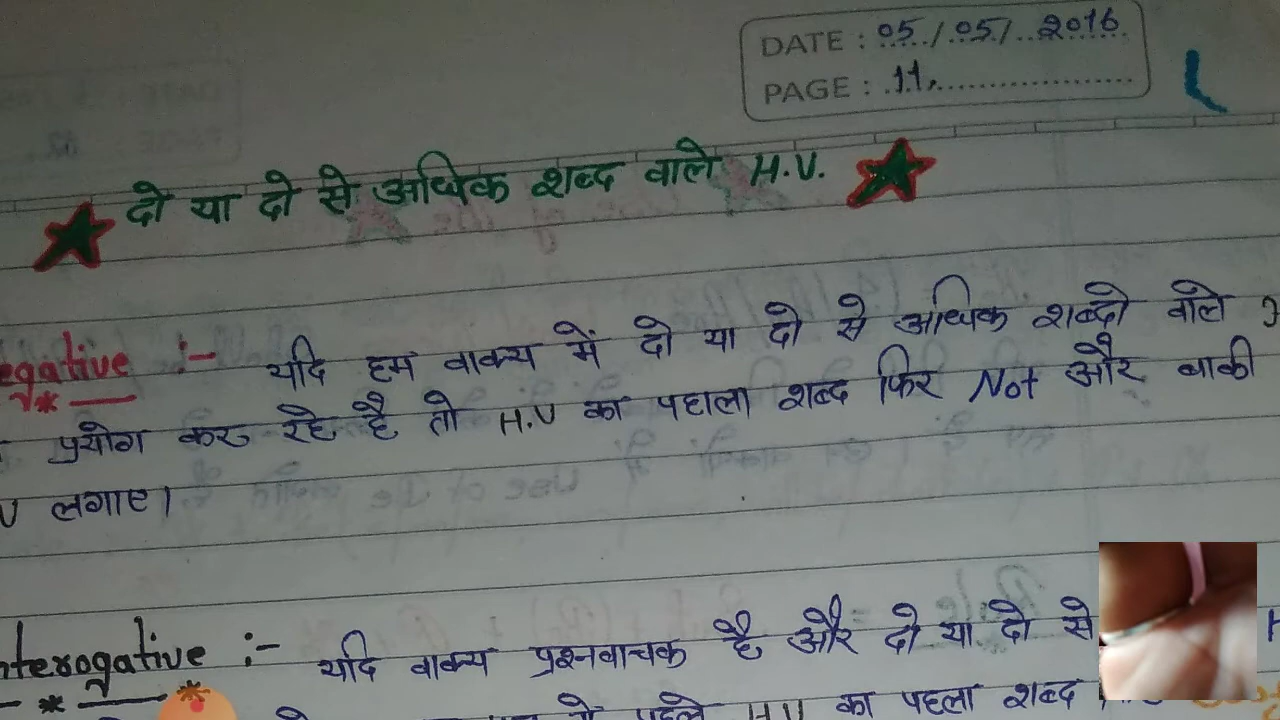 DATE : 05/05/2016
PAGE : 11.
दो या दो से अधिक शब्द वाले H.V.
egative :- यदि हम वाक्य में दो या दो से अधिक शब्दो वाले
प्रयोग कर रहे है तो H.V का पहाला शब्द फिर Not और बाकी
V लगाए।
nterogative :- यदि वाक्य प्रश्नवाचक है और दो या दो से H
पहले H.V का पहला शब्द